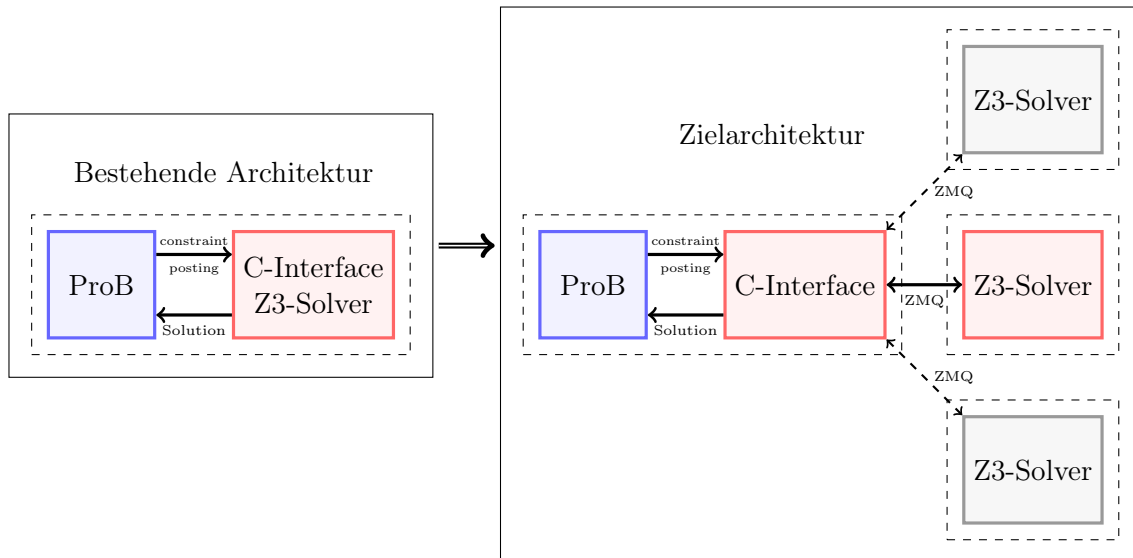 Bestehende Architektur
ProB
constraint
posting
Solution
C-Interface
Z3-Solver
Zielarchitektur
ProB
constraint
posting
Solution
C-Interface
ZMQ
ZMQ
ZMQ
Z3-Solver
Z3-Solver
Z3-Solver